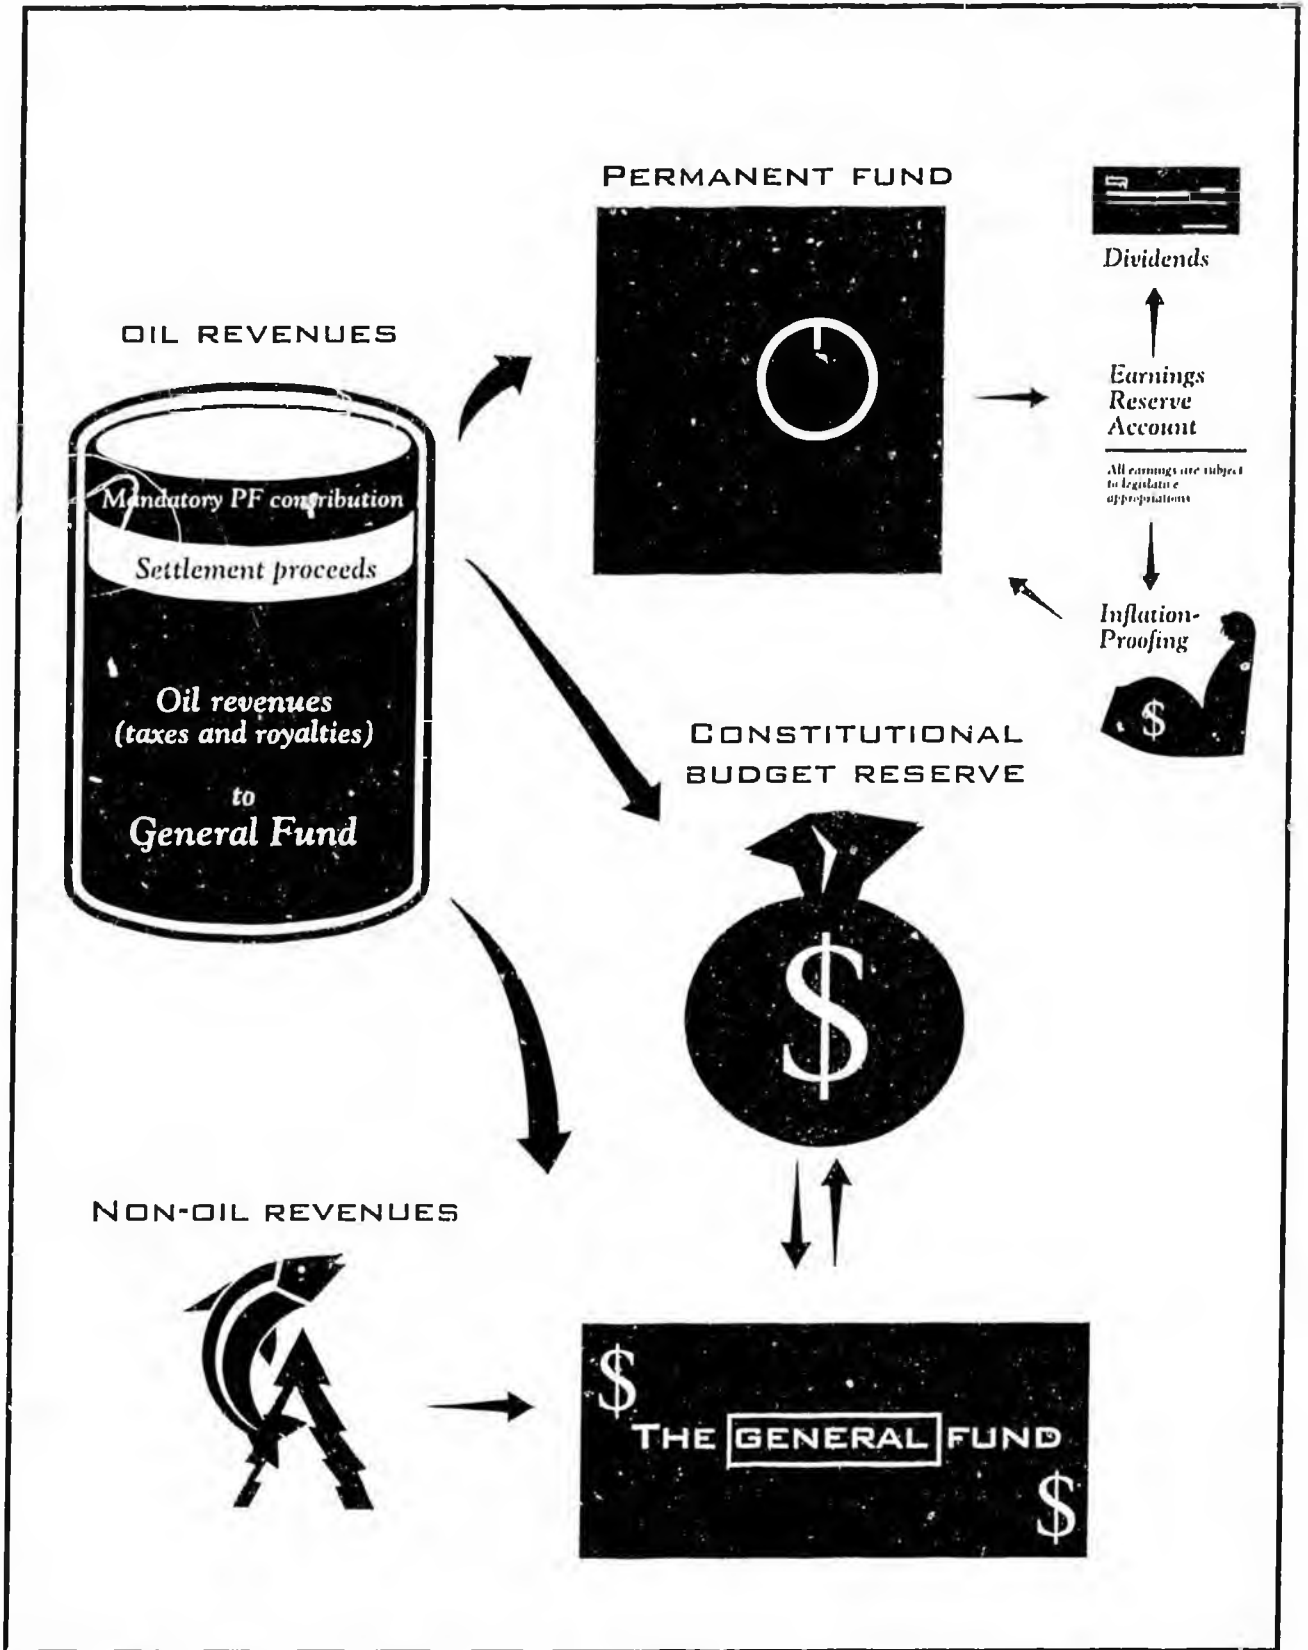 PERMANENT FUND
Dividends
OIL REVENUES
Earnings
Reserve
Account
All earnings are subject
to legislative
appropriations
Mandatory PF contribution
Settlement proceeds
Inflation-
Proofing
$
Oil revenues
(taxes and royalties)
to
General Fund
CONSTITUTIONAL
BUDGET RESERVE
$
NON-OIL REVENUES
$
THE GENERAL FUND
$